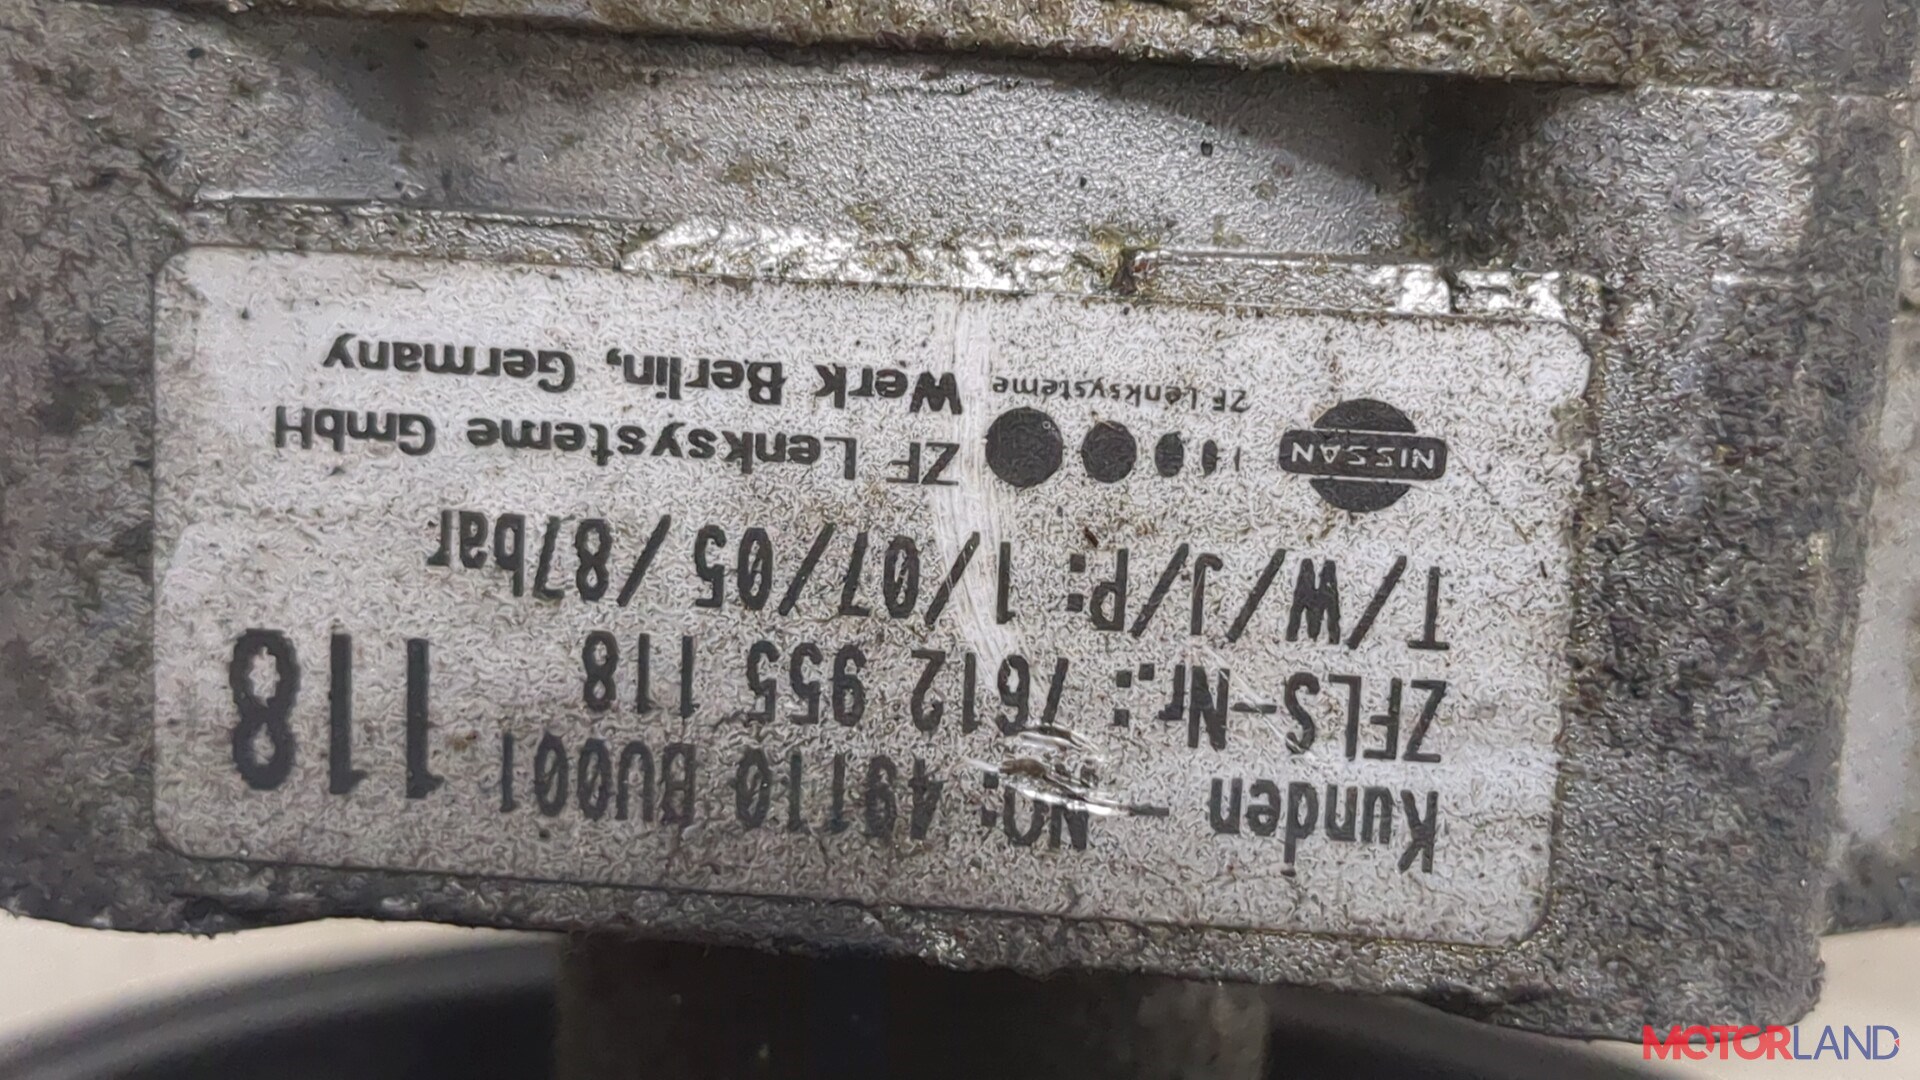 Kunden - NO: 49110 BU001
ZFLS-Nr.: 7612 955 118
118
T/W/J/P: 1/07/05/87bar
NISSAN
ZF Lenksysteme
ZF Lenksysteme GmbH
Werk Berlin, Germany
MOTORLAND